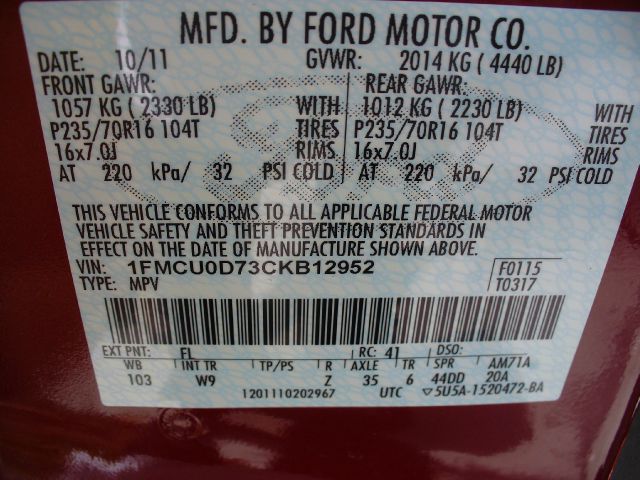 MFD. BY FORD MOTOR CO.
DATE: 10/11 GVWR: 2014 KG ( 4440 LB)
FRONT GAWR: REAR GAWR:
1057 KG ( 2330 LB) WITH 1012 KG ( 2230 LB) WITH
P235/70R16 104T TIRES P235/70R16 104T TIRES
16x7.0J RIMS 16x7.0J RIMS
AT 220 kPa/ 32 PSI COLD AT 220 kPa/ 32 PSI COLD
THIS VEHICLE CONFORMS TO ALL APPLICABLE FEDERAL MOTOR
VEHICLE SAFETY AND THEFT PREVENTION STANDARDS IN
EFFECT ON THE DATE OF MANUFACTURE SHOWN ABOVE.
VIN: 1FMCU0D73CKB12952 F0115
TYPE: MPV T0317
EXT PNT: FL RC: 41 DSO:
WB INT TR TP/PS R AXLE TR SPR AM71A
103 W9 Z 35 6 44DD 20A
1201110202967 UTC ▽5U5A-1520472-BA